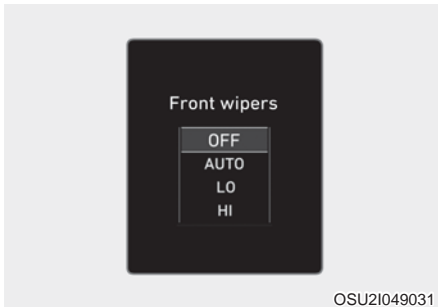 Front wipers
OFF
AUTO
LO
HI
OSU2I049031